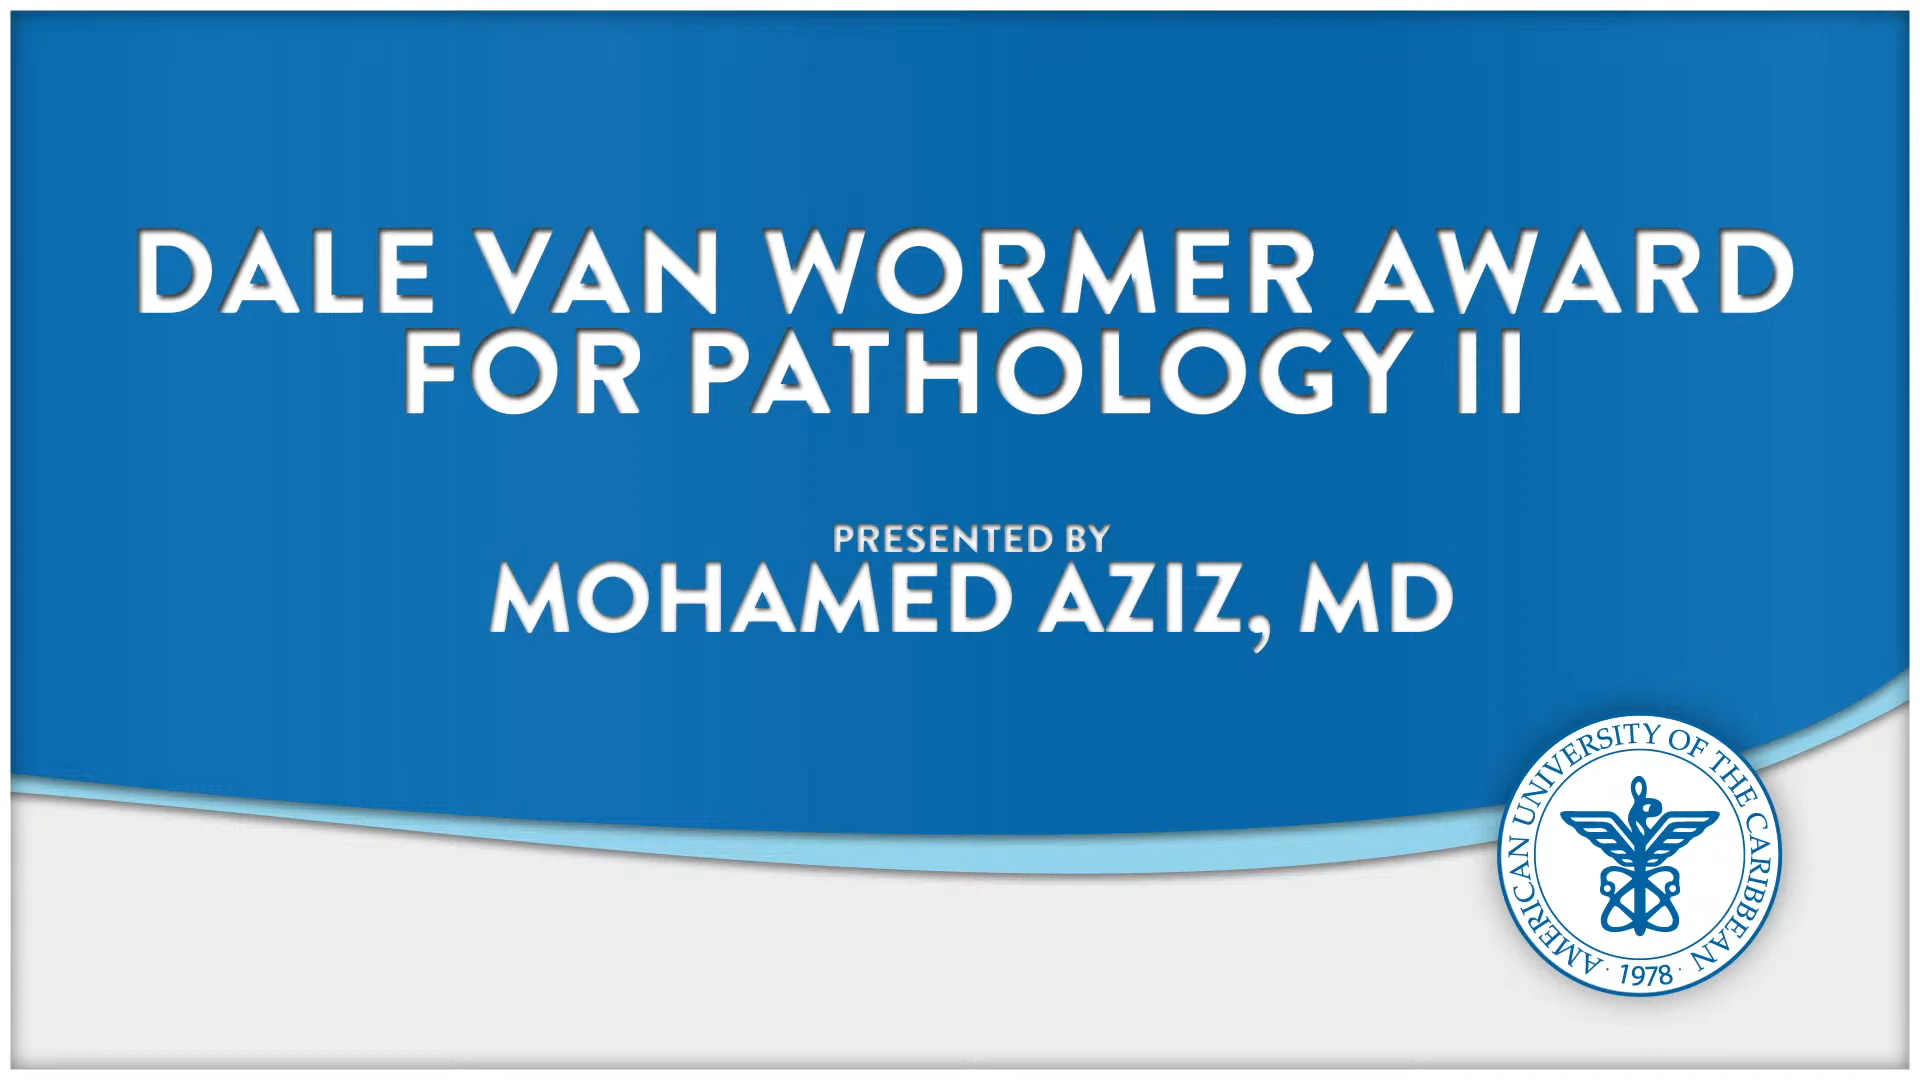 DALE VAN WORMER AWARD
FOR PATHOLOGY II
PRESENTED BY
MOHAMED AZIZ, MD
AMERICAN UNIVERSITY OF THE CARIBBEAN
· 1978 ·